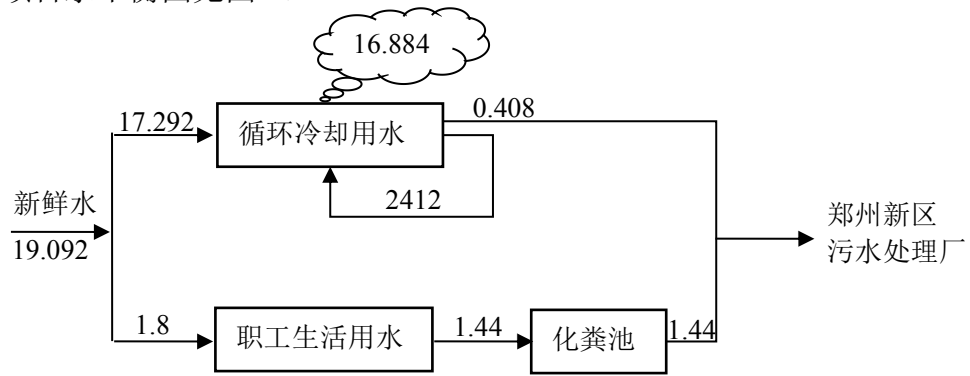 16.884
17.292
循环冷却用水
0.408
2412
新鲜水
19.092
郑州新区
污水处理厂
1.8
职工生活用水
1.44
化粪池
1.44